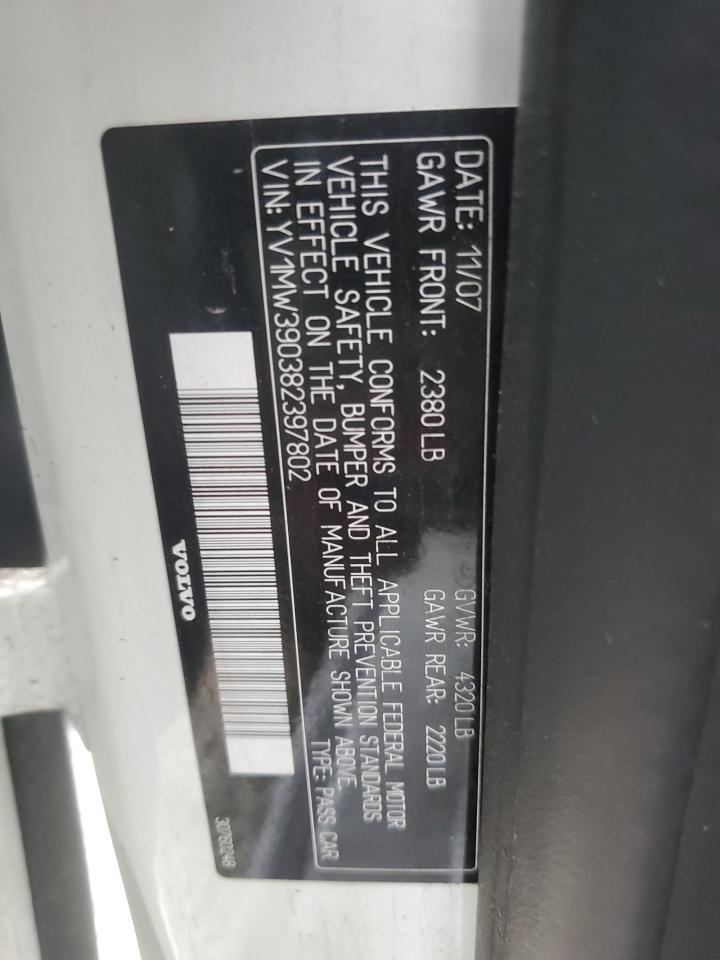 DATE: 11/07 GVWR: 4320 LB
GAWR FRONT: 2380 LB GAWR REAR: 2220 LB
THIS VEHICLE CONFORMS TO ALL APPLICABLE FEDERAL MOTOR
VEHICLE SAFETY, BUMPER AND THEFT PREVENTION STANDARDS
IN EFFECT ON THE DATE OF MANUFACTURE SHOWN ABOVE.
VIN: YV1MW390382397802 TYPE: PASS CAR
VOLVO
30760248